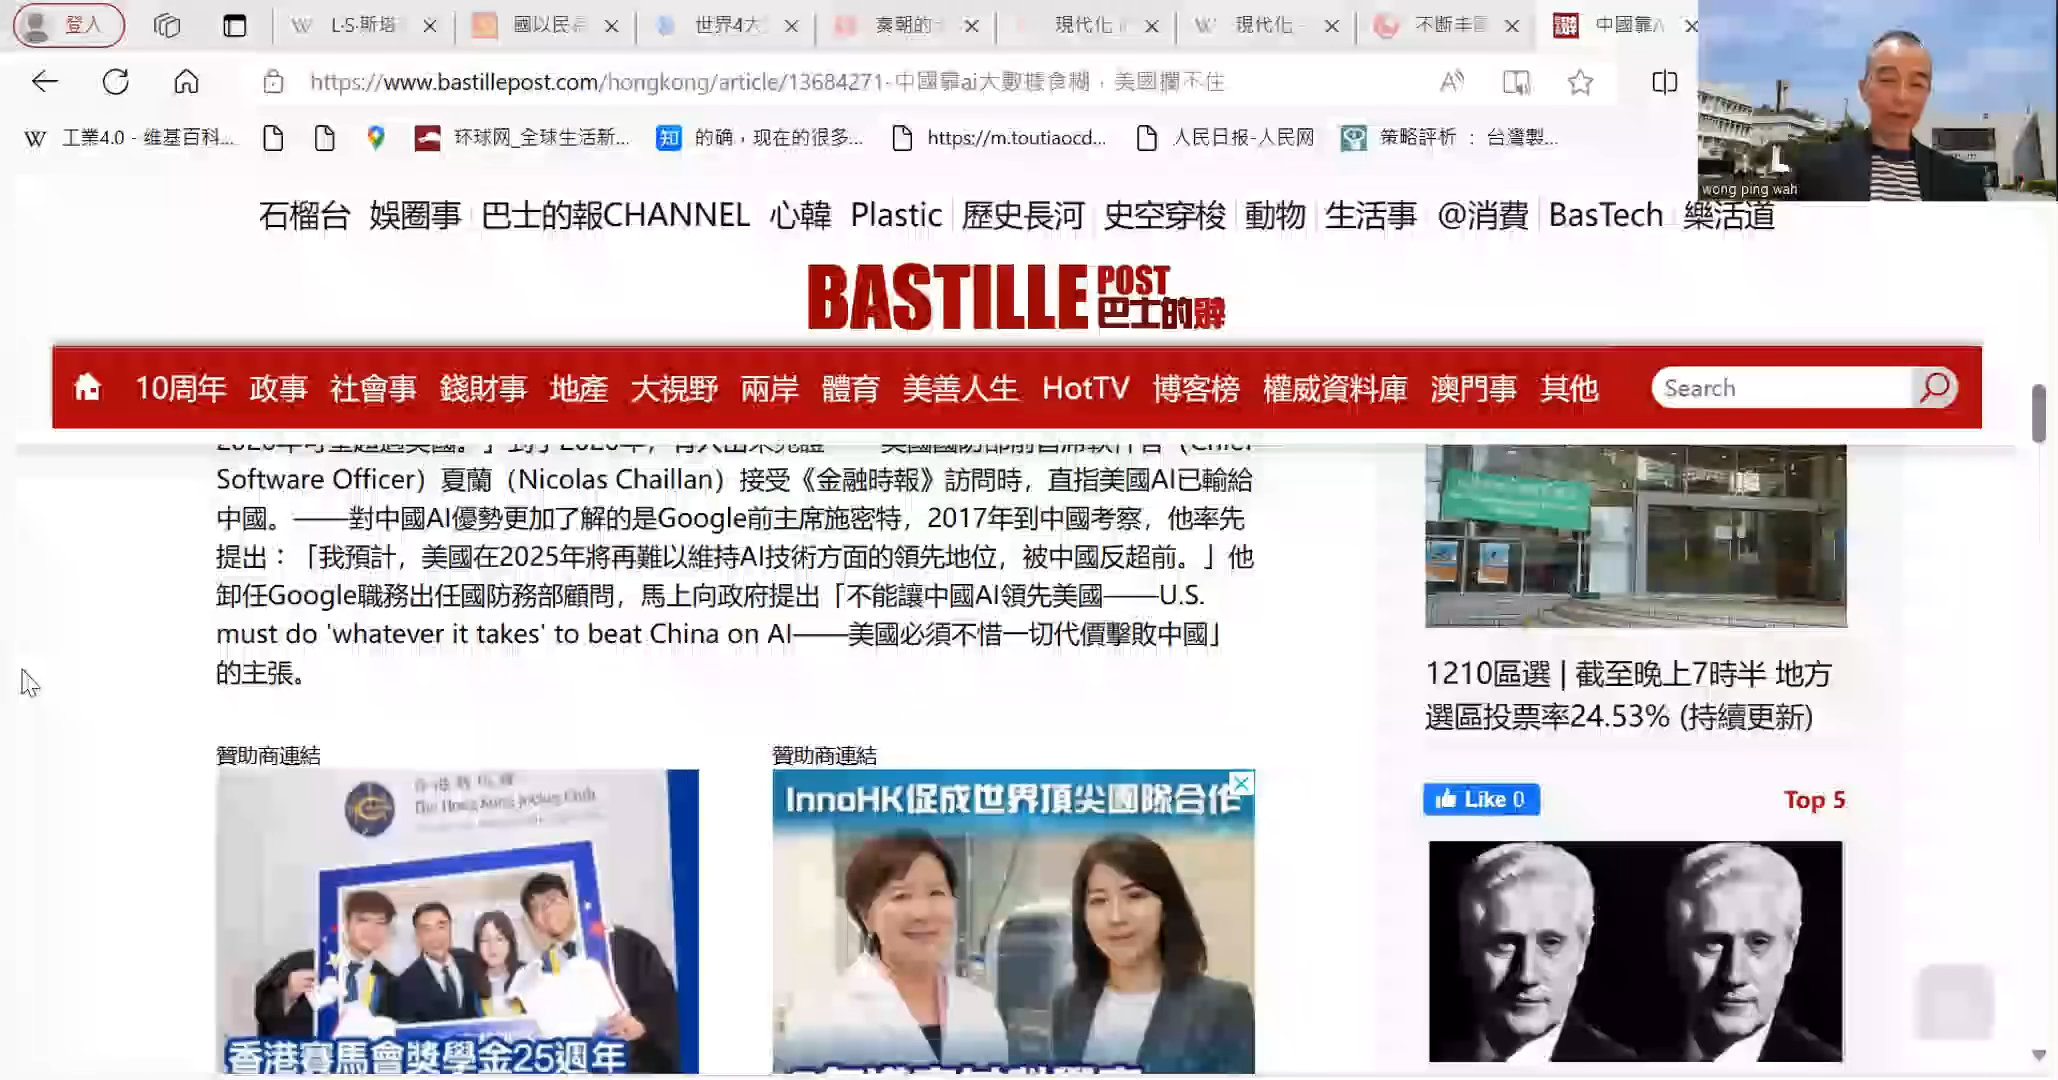 登入
L·S·斯塔
國以民
世界4大
秦朝的
現代化
現代化 -
不断丰
中國靠
https://www.bastillepost.com/hongkong/article/13684271-中國靠ai大數據食糊，美國攔不住
工業4.0 - 维基百科...
环球网_全球生活新...
知 的确，现在的很多...
https://m.toutiaocd...
人民日报-人民网
策略評析 ： 台灣製...
wong ping wah
石榴台 娛圈事 巴士的報CHANNEL 心韓 Plastic 歷史長河 史空穿梭 動物 生活事 @消費 BasTech 樂活道
BASTILLE POST 巴士的報
10周年 政事 社會事 錢財事 地產 大視野 兩岸 體育 美善人生 HotTV 博客榜 權威資料庫 澳門事 其他 Search
Software Officer）夏蘭（Nicolas Chaillan）接受《金融時報》訪問時，直指美國AI已輸給
中國。——對中國AI優勢更加了解的是Google前主席施密特，2017年到中國考察，他率先
提出：「我預計，美國在2025年將再難以維持AI技術方面的領先地位，被中國反超前。」他
卸任Google職務出任國防務部顧問，馬上向政府提出「不能讓中國AI領先美國——U.S.
must do 'whatever it takes' to beat China on AI——美國必須不惜一切代價擊敗中國」
的主張。
贊助商連結
The Hong Kong Jockey Club
香港賽馬會獎學金25週年
贊助商連結
InnoHK促成世界頂尖團隊合作
1210區選 | 截至晚上7時半 地方
選區投票率24.53% (持續更新)
Like 0
Top 5